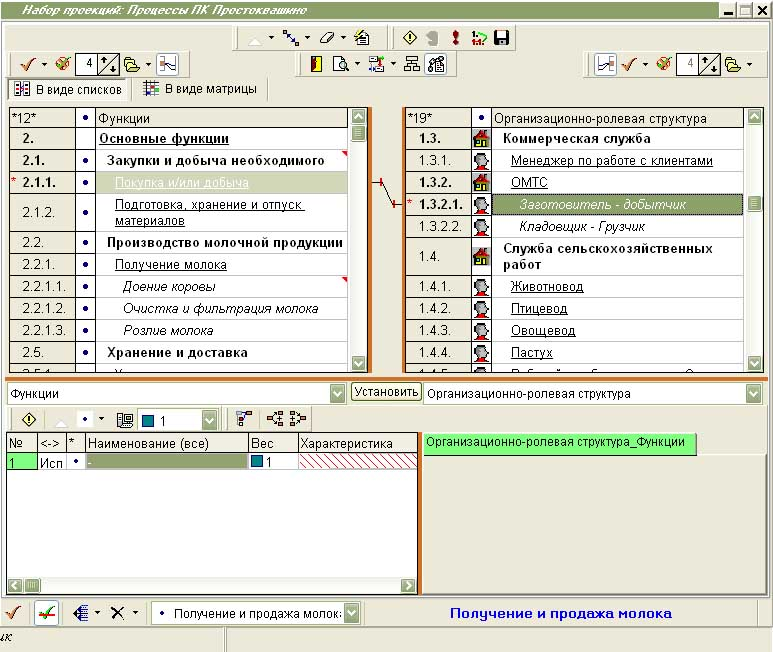 Набор проекций: Процессы ПК Простоквашино
4
4
В виде списков
В виде матрицы
*12*
Функции
2.
Основные функции
2.1.
Закупки и добыча необходимого
* 2.1.1.
Покупка и/или добыча
2.1.2.
Подготовка, хранение и отпуск
материалов
2.2.
Производство молочной продукции
2.2.1.
Получение молока
2.2.1.1.
Доение коровы
2.2.1.2.
Очистка и фильтрация молока
2.2.1.3.
Розлив молока
2.5.
Хранение и доставка
*19*
Организационно-ролевая структура
1.3.
Коммерческая служба
1.3.1.
Менеджер по работе с клиентами
1.3.2.
ОМТС
* 1.3.2.1.
Заготовитель - добытчик
1.3.2.2.
Кладовщик - Грузчик
1.4.
Служба сельскохозяйственных
работ
1.4.1.
Животновод
1.4.2.
Птицевод
1.4.3.
Овощевод
1.4.4.
Пастух
Функции
Установить
Организационно-ролевая структура
1
№
<->
*
Наименование (все)
Вес
Характеристика
1
Исп
-
1
Организационно-ролевая структура_Функции
Получение и продажа молок
Получение и продажа молока
ик